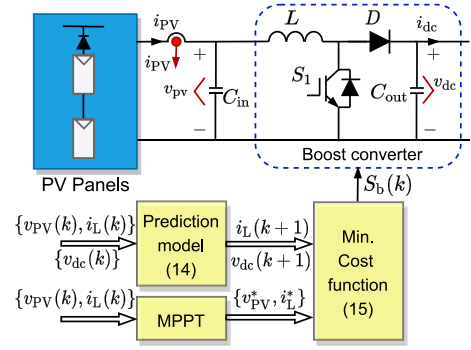 i_PV
L
D
i_dc
i_PV
+
+
v_pv
C_in
S_1
C_out
v_dc
−
−
PV Panels
Boost converter
S_b(k)
{v_PV(k), i_L(k)}
{v_dc(k)}
Prediction
model
(14)
i_L(k+1)
v_dc(k+1)
Min.
Cost
function
(15)
{v_PV(k), i_L(k)}
MPPT
{v*_PV, i*_L}